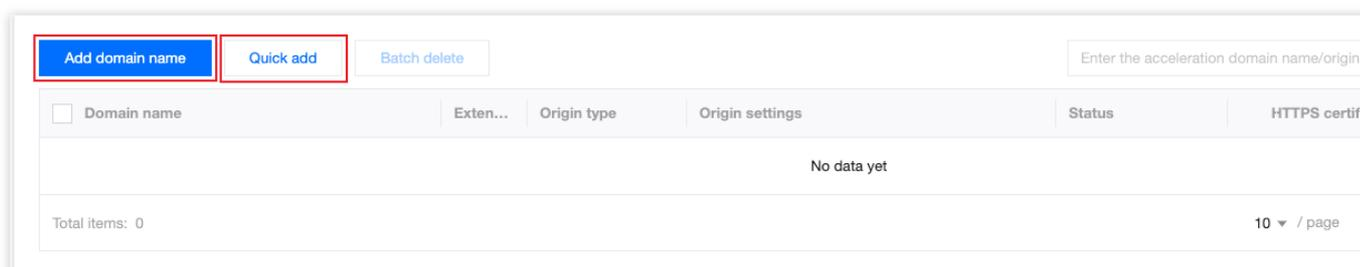 Add domain name Quick add Batch delete Enter the acceleration domain name/origin
Domain name Exten... Origin type Origin settings Status HTTPS certif
No data yet
Total items: 0 10 / page